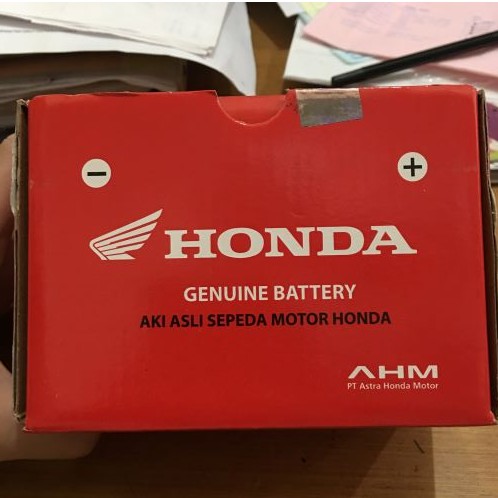 − +
HONDA
GENUINE BATTERY
AKI ASLI SEPEDA MOTOR HONDA
AHM
PT Astra Honda Motor